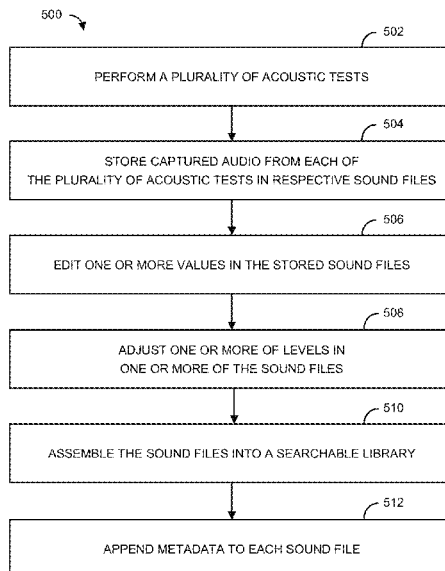 500
502
PERFORM A PLURALITY OF ACOUSTIC TESTS
504
STORE CAPTURED AUDIO FROM EACH OF
THE PLURALITY OF ACOUSTIC TESTS IN RESPECTIVE SOUND FILES
506
EDIT ONE OR MORE VALUES IN THE STORED SOUND FILES
508
ADJUST ONE OR MORE OF LEVELS IN
ONE OR MORE OF THE SOUND FILES
510
ASSEMBLE THE SOUND FILES INTO A SEARCHABLE LIBRARY
512
APPEND METADATA TO EACH SOUND FILE